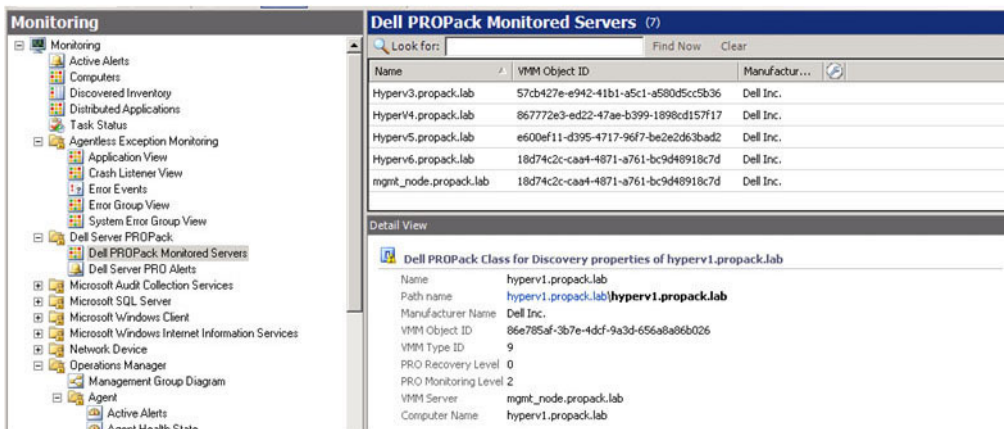 Monitoring
Monitoring
Active Alerts
Computers
Discovered Inventory
Distributed Applications
Task Status
Agentless Exception Monitoring
Application View
Crash Listener View
Error Events
Error Group View
System Error Group View
Dell Server PROPack
Dell PROPack Monitored Servers
Dell Server PRO Alerts
Microsoft Audit Collection Services
Microsoft SQL Server
Microsoft Windows Client
Microsoft Windows Internet Information Services
Network Device
Operations Manager
Management Group Diagram
Agent
Active Alerts
Agent Health State
Dell PROPack Monitored Servers (7)
Look for: Find Now Clear
Name VMM Object ID Manufactur...
Hyperv3.propack.lab 57cb427e-e942-41b1-a5c1-a580d5cc5b36 Dell Inc.
HyperV4.propack.lab 867772e3-ed22-47ae-b399-1898cd157f17 Dell Inc.
Hyperv5.propack.lab e600ef11-d395-4717-96f7-be2e2d63bad2 Dell Inc.
Hyperv6.propack.lab 18d74c2c-caa4-4871-a761-bc9d48918c7d Dell Inc.
mgmt_node.propack.lab 18d74c2c-caa4-4871-a761-bc9d48918c7d Dell Inc.
Detail View
Dell PROPack Class for Discovery properties of hyperv1.propack.lab
Name hyperv1.propack.lab
Path name hyperv1.propack.lab\hyperv1.propack.lab
Manufacturer Name Dell Inc.
VMM Object ID 86e785af-3b7e-4dcf-9a3d-656a8a86b026
VMM Type ID 9
PRO Recovery Level 0
PRO Monitoring Level 2
VMM Server mgmt_node.propack.lab
Computer Name hyperv1.propack.lab